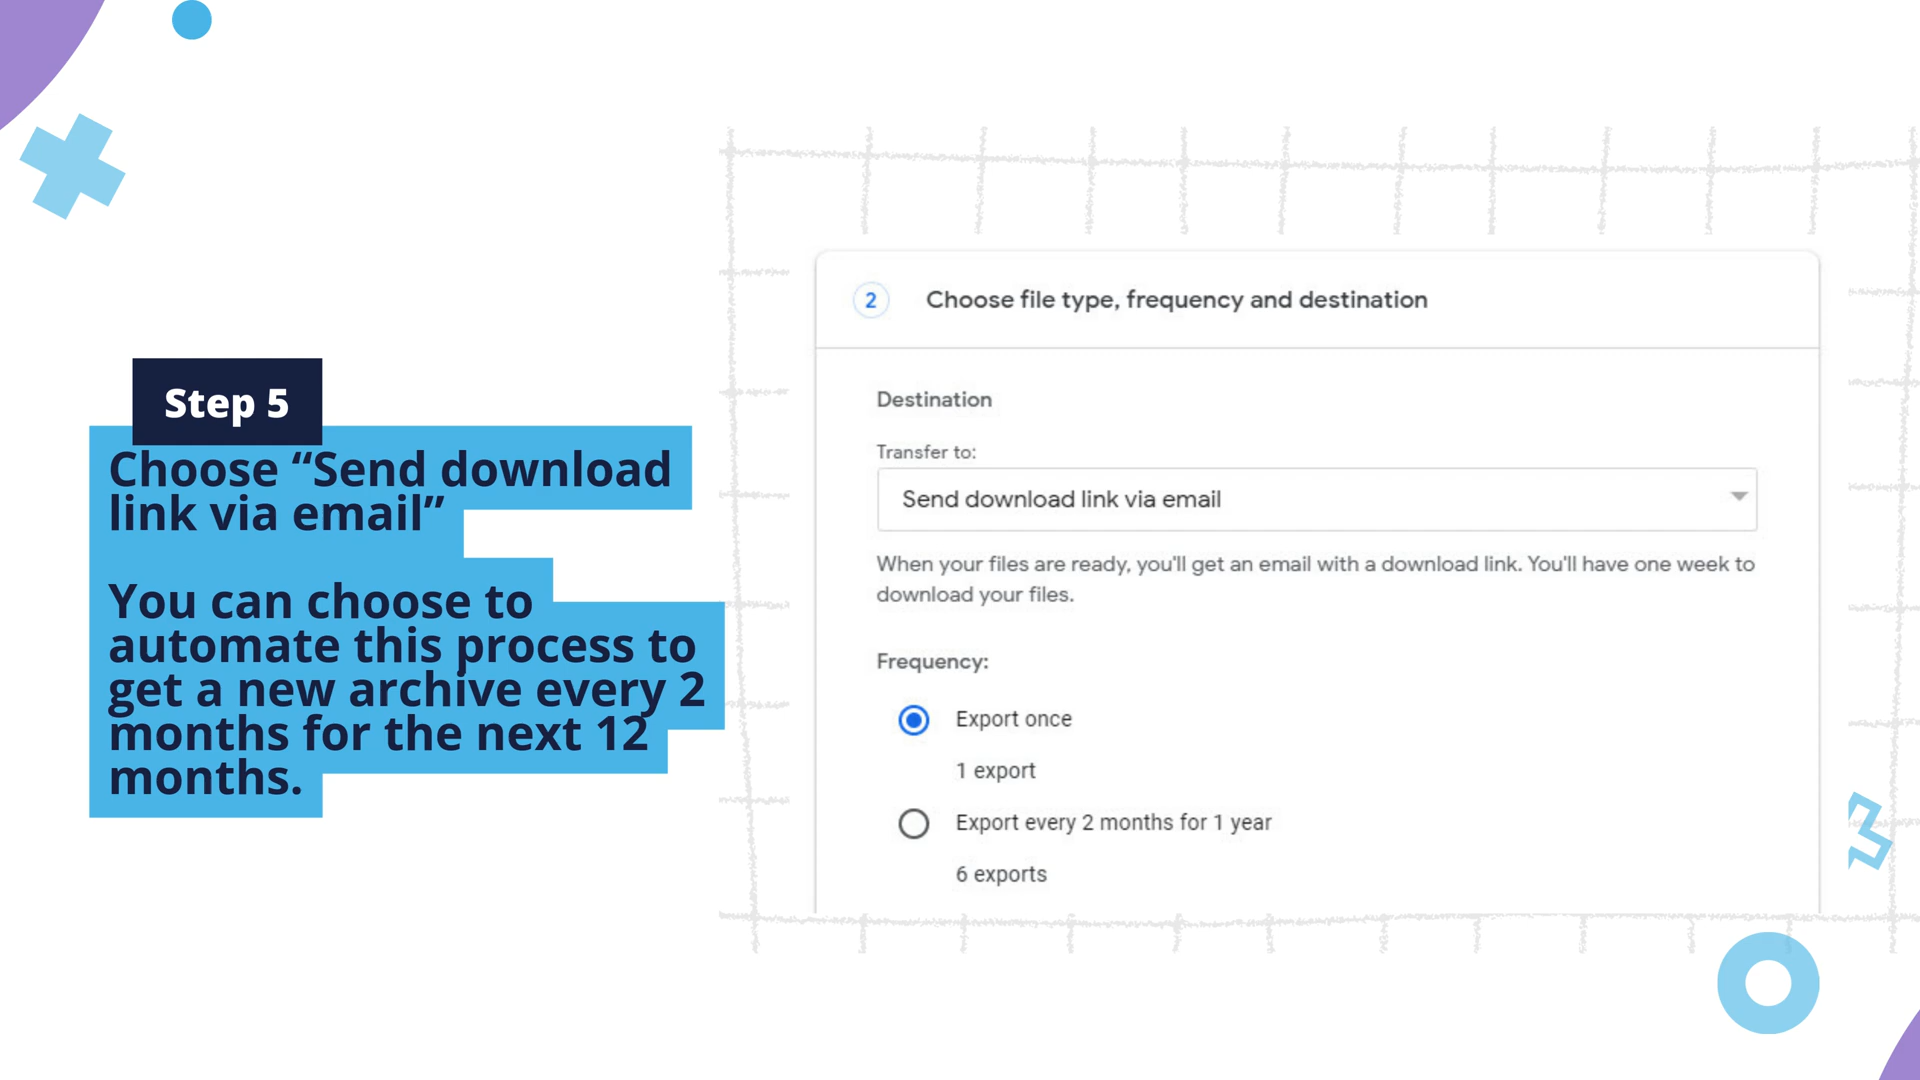 Step 5
Choose “Send download
link via email”
You can choose to
automate this process to
get a new archive every 2
months for the next 12
months.
2 Choose file type, frequency and destination
Destination
Transfer to:
Send download link via email
When your files are ready, you'll get an email with a download link. You'll have one week to
download your files.
Frequency:
Export once
1 export
Export every 2 months for 1 year
6 exports